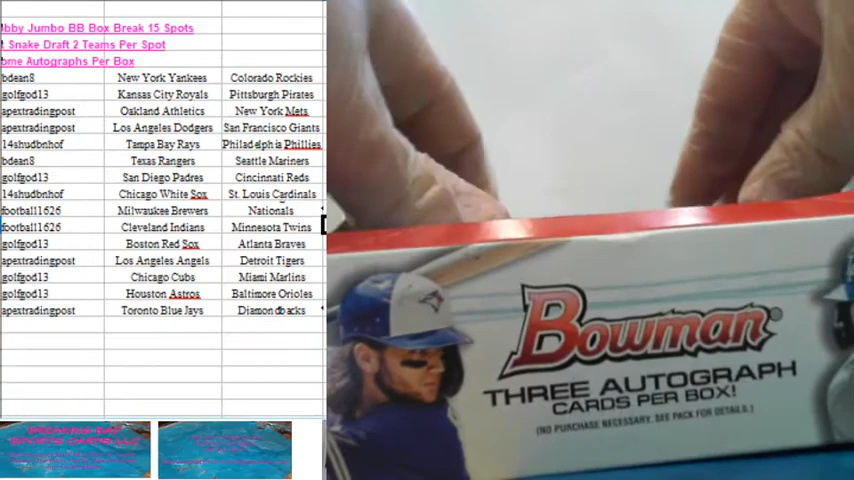 bby Jumbo BB Box Break 15 Spots
t Snake Draft 2 Teams Per Spot
ome Autographs Per Box
bdean8 New York Yankees Colorado Rockies
golfgod13 Kansas City Royals Pittsburgh Pirates
apextradingpost Oakland Athletics New York Mets
apextradingpost Los Angeles Dodgers San Francisco Giants
14shudbnhof Tampa Bay Rays Philadelphia Phillies
bdean8 Texas Rangers Seattle Mariners
golfgod13 San Diego Padres Cincinnati Reds
14shudbnhof Chicago White Sox St. Louis Cardinals
football1626 Milwaukee Brewers Nationals
football1626 Cleveland Indians Minnesota Twins
golfgod13 Boston Red Sox Atlanta Braves
apextradingpost Los Angeles Angels Detroit Tigers
golfgod13 Chicago Cubs Miami Marlins
golfgod13 Houston Astros Baltimore Orioles
apextradingpost Toronto Blue Jays Diamondbacks
BREAKING BAD
SPORTS CARDS LLC
Bowman
THREE AUTOGRAPH
CARDS PER BOX!
(NO PURCHASE NECESSARY. SEE PACK FOR DETAILS.)